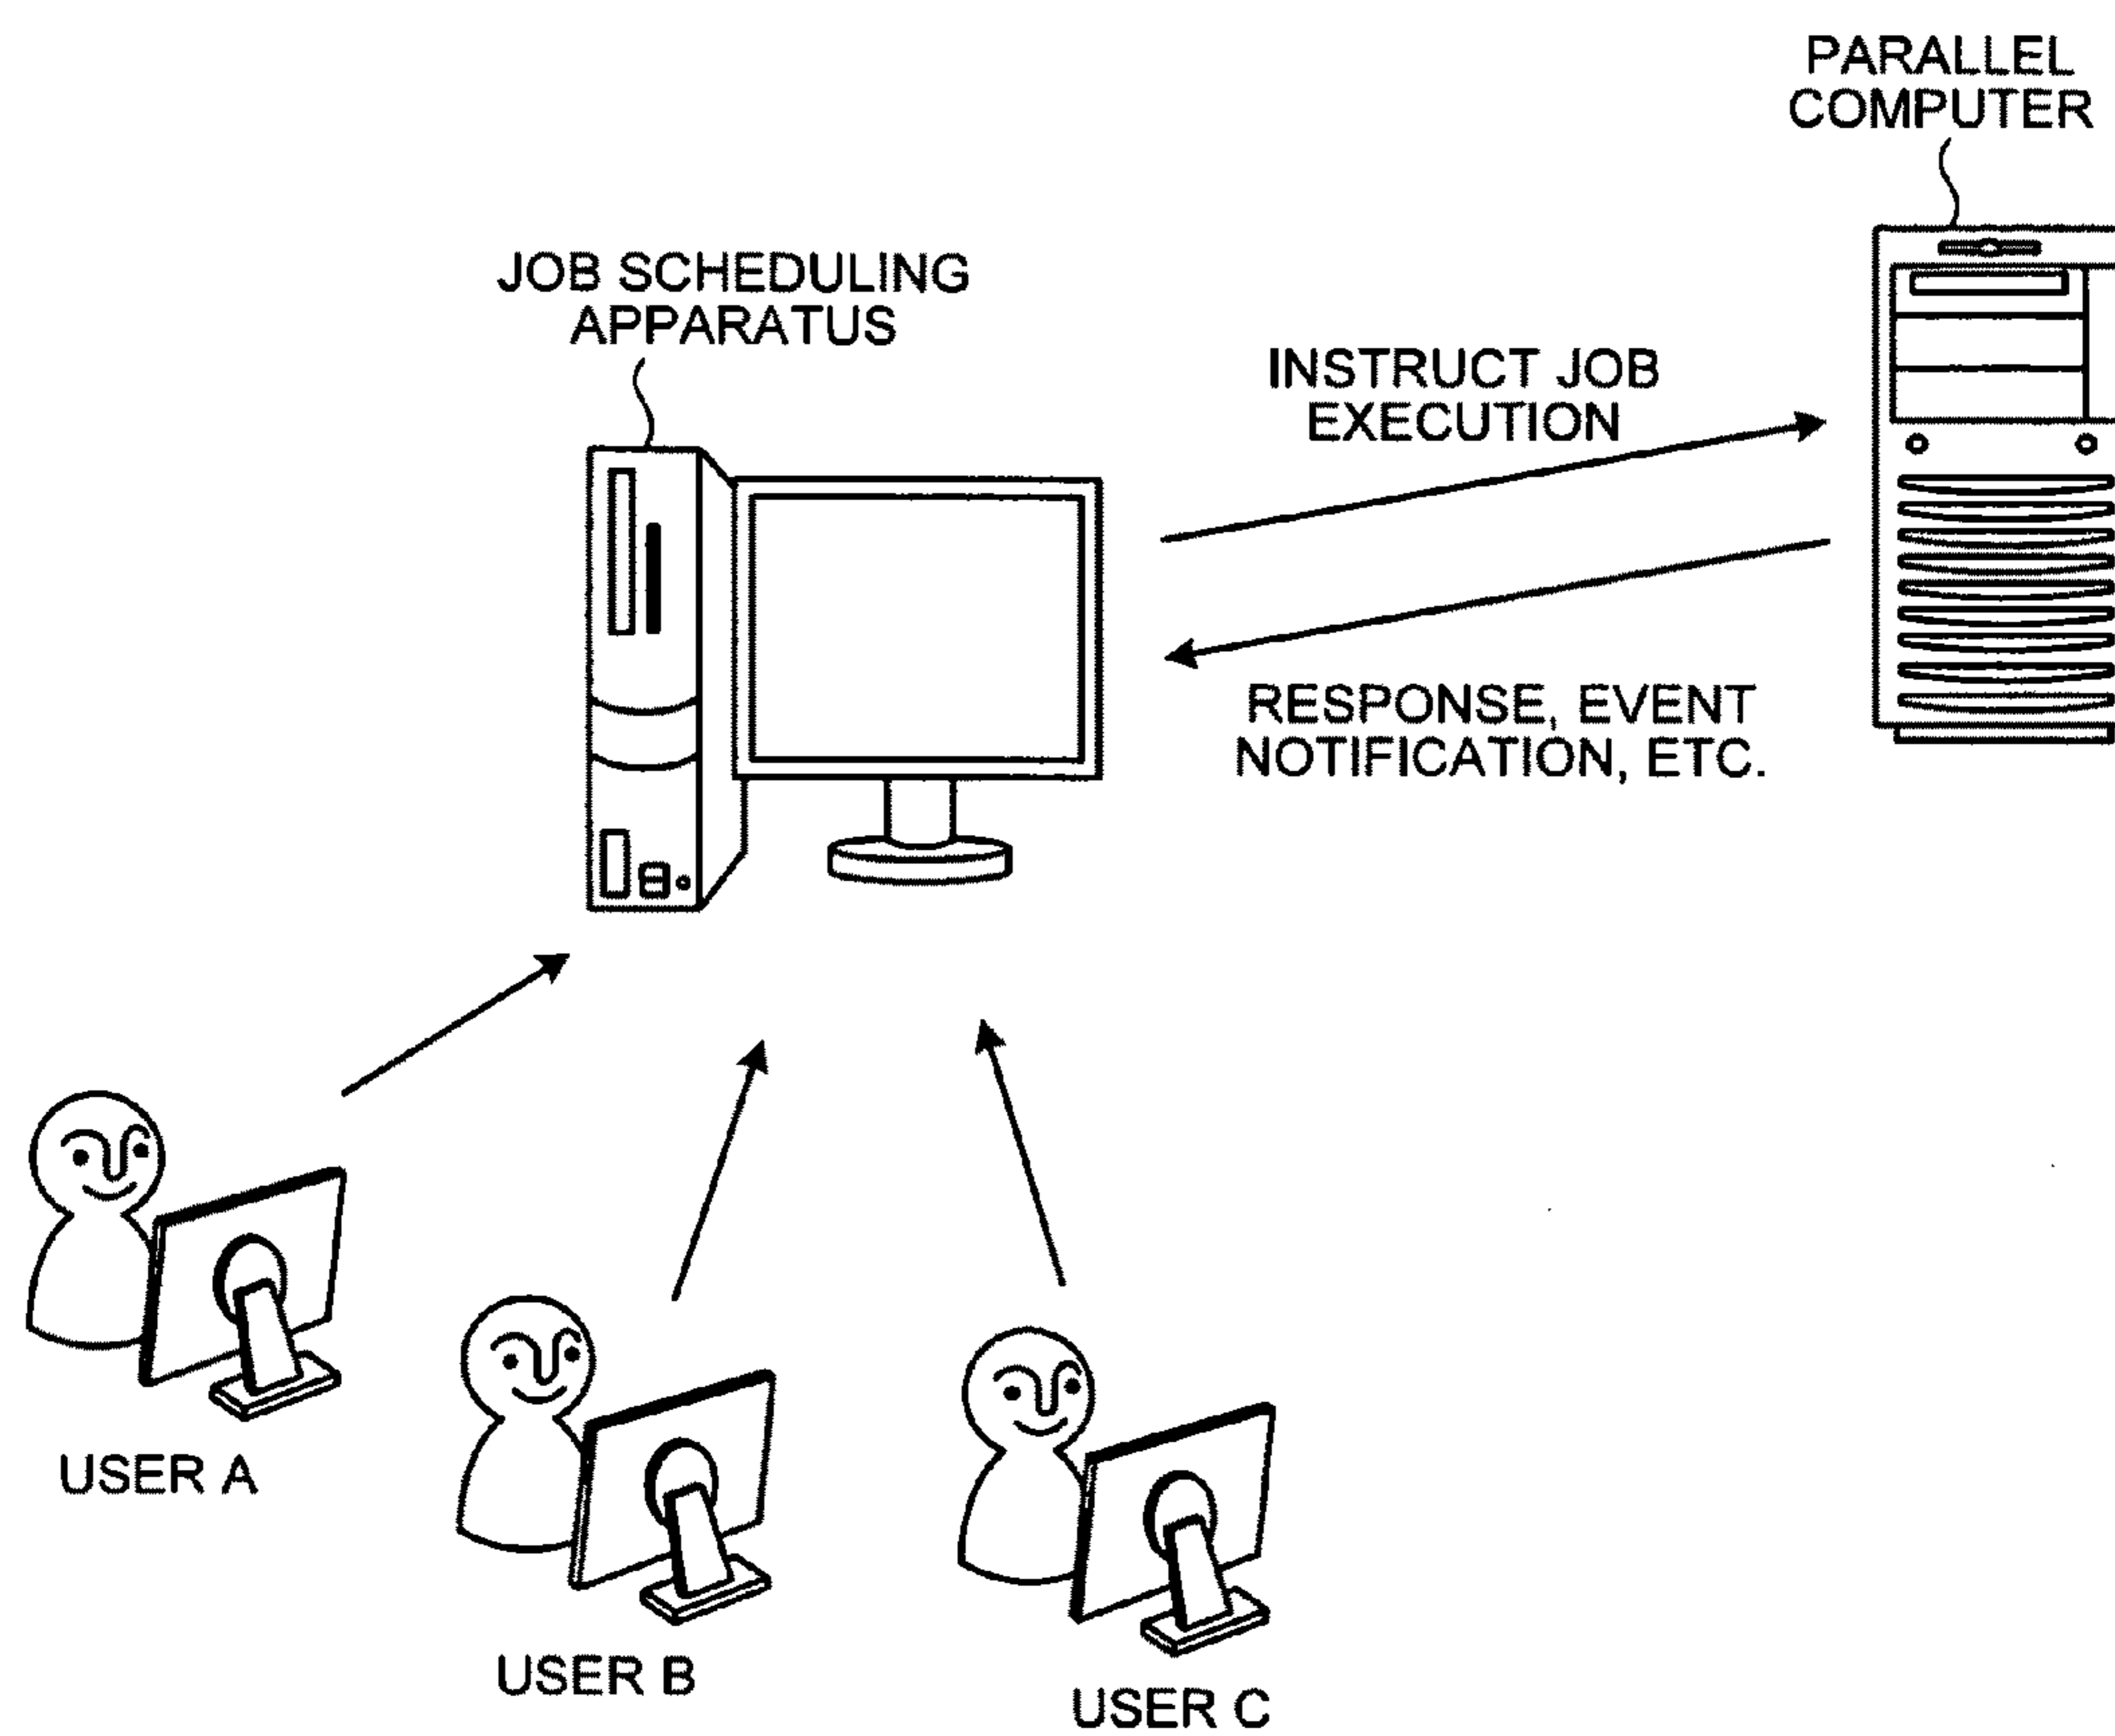 PARALLEL
COMPUTER
JOB SCHEDULING
APPARATUS
INSTRUCT JOB
EXECUTION
RESPONSE, EVENT
NOTIFICATION, ETC.
USER A
USER B
USER C